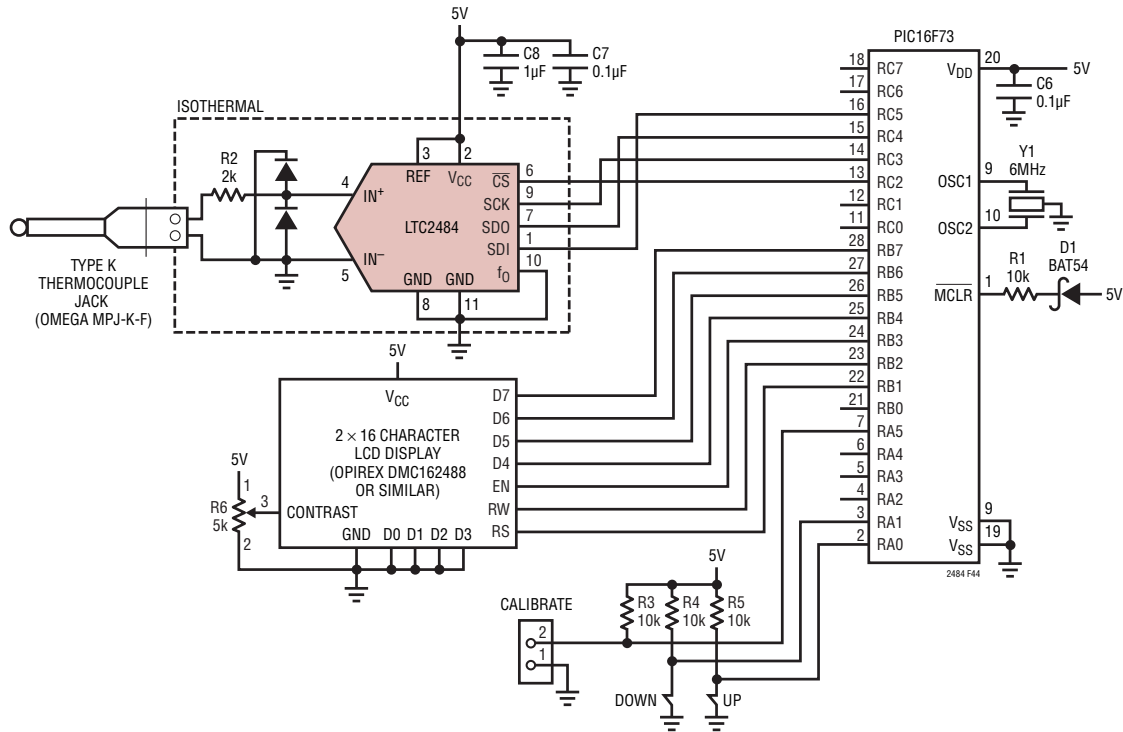 5V
C8
1µF
C7
0.1µF
ISOTHERMAL
R2
2k
3
2
REF
VCC
4
IN+
5
IN–
LTC2484
CS
6
SCK
9
SDO
7
SDI
1
fO
10
GND
GND
8
11
TYPE K
THERMOCOUPLE
JACK
(OMEGA MPJ-K-F)
PIC16F73
18 RC7
17 RC6
16 RC5
15 RC4
14 RC3
13 RC2
12 RC1
11 RC0
28 RB7
27 RB6
26 RB5
25 RB4
24 RB3
23 RB2
22 RB1
21 RB0
7 RA5
6 RA4
5 RA3
4 RA2
3 RA1
2 RA0
VDD 20
5V
C6
0.1µF
Y1
6MHz
OSC1 9
OSC2 10
R1
10k
D1
BAT54
MCLR 1
5V
VSS 9
VSS 19
2484 F44
5V
VCC
2 × 16 CHARACTER
LCD DISPLAY
(OPIREX DMC162488
OR SIMILAR)
D7
D6
D5
D4
EN
RW
RS
5V
1
R6
5k
3
2
CONTRAST
GND D0 D1 D2 D3
5V
CALIBRATE
2
1
R3
10k
R4
10k
R5
10k
DOWN
UP